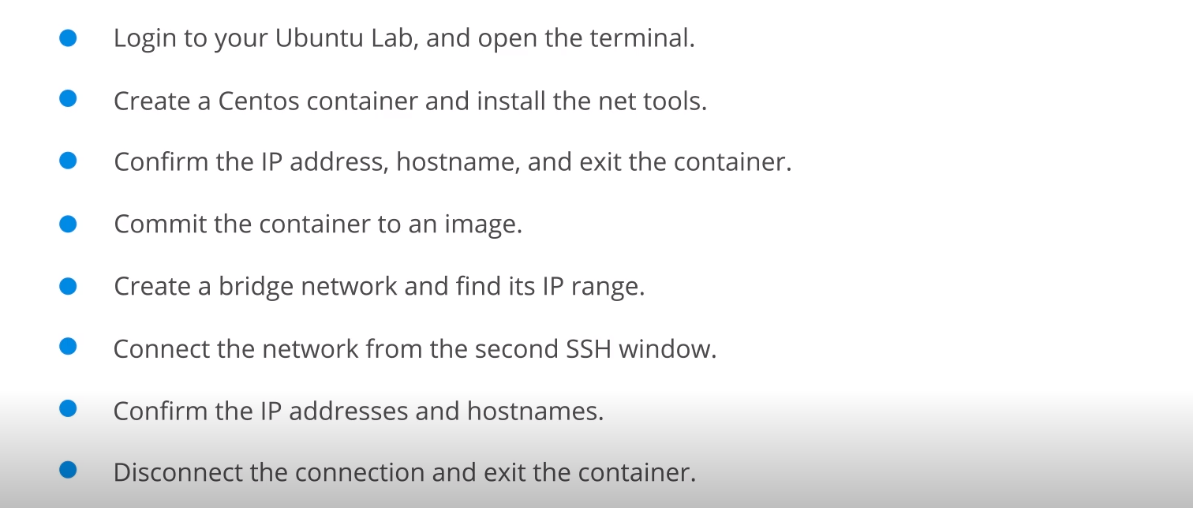 Login to your Ubuntu Lab, and open the terminal.
Create a Centos container and install the net tools.
Confirm the IP address, hostname, and exit the container.
Commit the container to an image.
Create a bridge network and find its IP range.
Connect the network from the second SSH window.
Confirm the IP addresses and hostnames.
Disconnect the connection and exit the container.